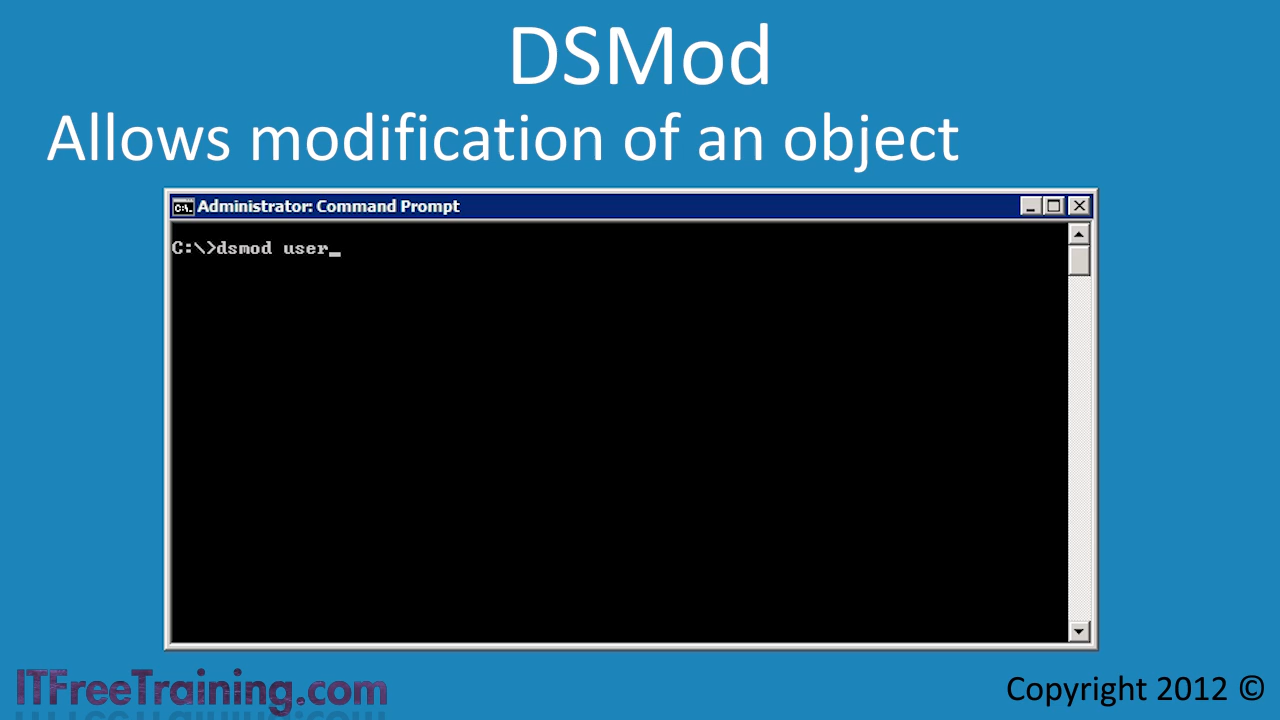 DSMod
Allows modification of an object
Administrator: Command Prompt
C:\>dsmod user_
ITFreeTraining.com
Copyright 2012 ©